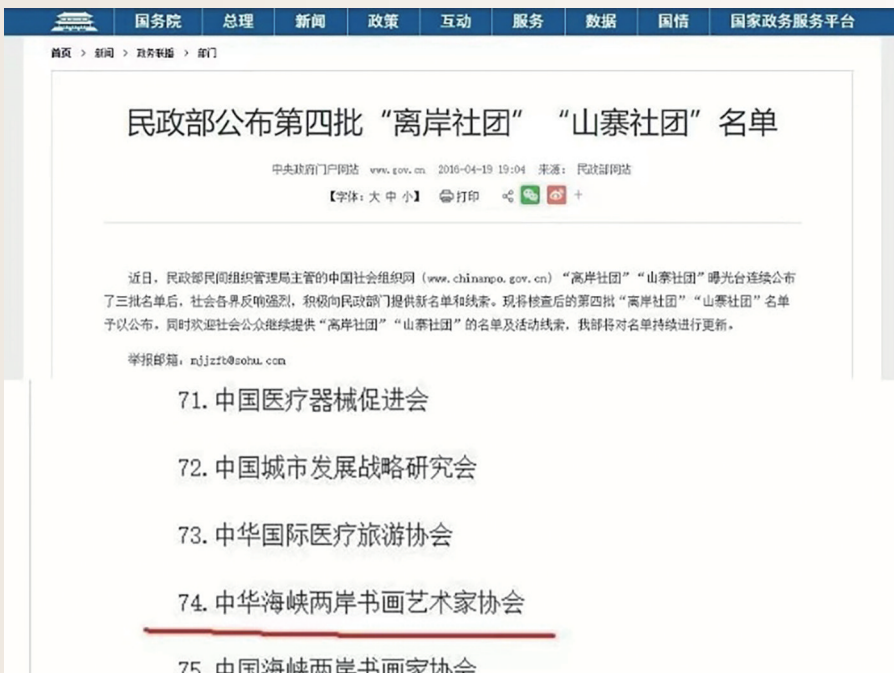 国务院 总理 新闻 政策 互动 服务 数据 国情 国家政务服务平台
首页 > 新闻 > 政务联播 > 部门
民政部公布第四批“离岸社团” “山寨社团”名单
中央政府门户网站 www.gov.cn 2016-04-19 19:04 来源: 民政部网站
【字体: 大 中 小】 打印 +
近日，民政部民间组织管理局主管的中国社会组织网（www.chinanpo.gov.cn）“离岸社团”“山寨社团”曝光台连续公布
了三批名单后，社会各界反响强烈，积极向民政部门提供新名单和线索。现将核查后的第四批“离岸社团”“山寨社团”名单
予以公布。同时欢迎社会公众继续提供“离岸社团”“山寨社团”的名单及活动线索，我部将对名单持续进行更新。
举报邮箱：mjjzfb@sohu.com
71.中国医疗器械促进会
72.中国城市发展战略研究会
73.中华国际医疗旅游协会
74.中华海峡两岸书画艺术家协会
75.中国海峡两岸书画家协会